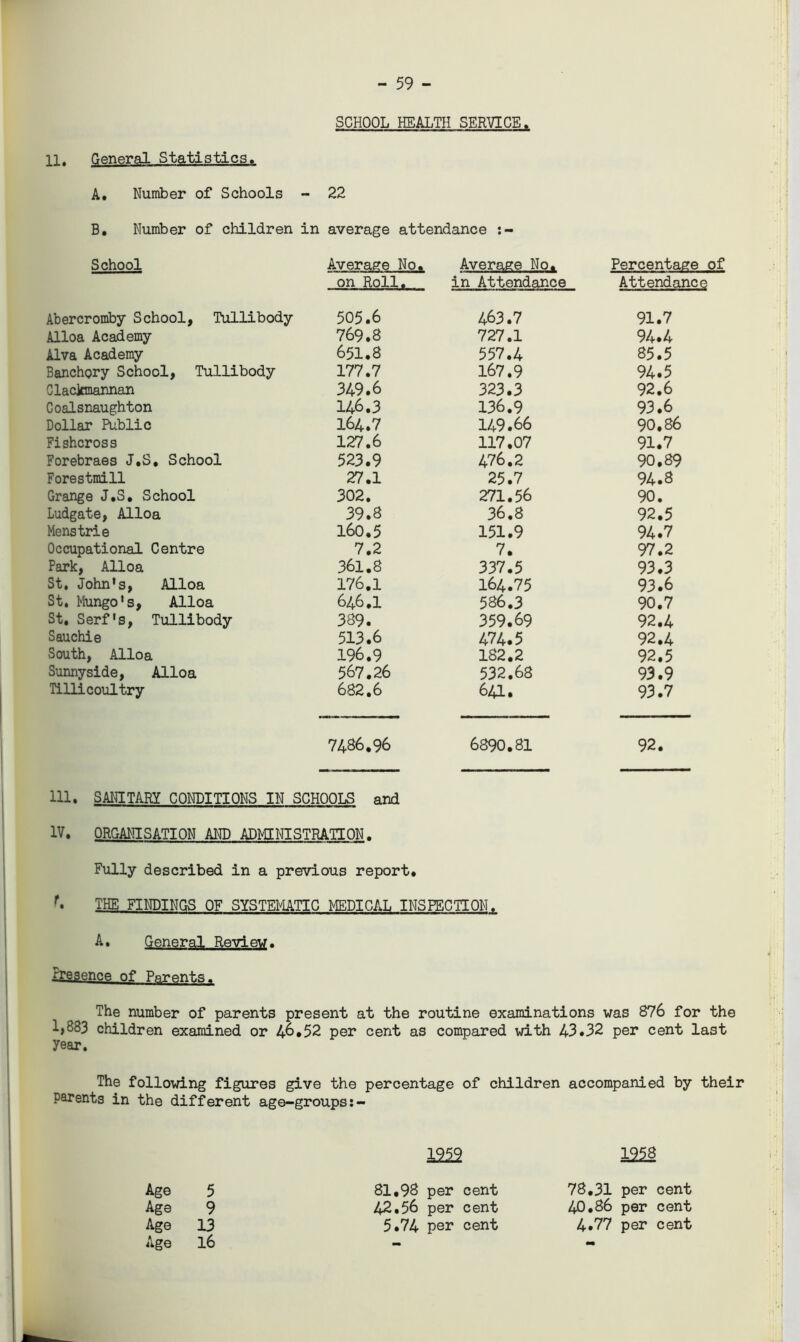 - 59 -
SCHOOL HEALTH SERVICE.
11. General Statistics.
A. Number of Schools - 22
B. Number of children in average attendance :-
School Average No. Average No. Percentage of
on Roll. in Attendance Attendance
Abercromby School, Tullibody 505.6 463.7 91.7
Alloa Academy 769.8 727.1 94.4
Alva Academy 651.8 557.4 85.5
Banchory School, Tullibody 177.7 167.9 94.5
Clackmannan 349.6 323.3 92.6
Coalsnaughton 146.3 136.9 93.6
Dollar Public 164.7 149.66 90.86
Fishcross 127.6 117.07 91.7
Forebraes J.S. School 523.9 476.2 90.89
Forestmill 27.1 25.7 94.8
Grange J.S. School 302. 271.56 90.
Ludgate, Alloa 39.8 36.8 92.5
Menstrie 160.5 151.9 94.7
Occupational Centre 7.2 7. 97.2
Park, Alloa 361.8 337.5 93.3
St. John's, Alloa 176.1 164.75 93.6
St. Mungo's, Alloa 646.1 586.3 90.7
St. Serf's, Tullibody 389. 359.69 92.4
Sauchie 513.6 474.5 92.4
South, Alloa 196.9 182.2 92.5
Sunnyside, Alloa 567.26 532.68 93.9
Tillicoultry 682.6 641. 93.7
7486.96 6890.81 92.
111. SANITARY CONDITIONS IN SCHOOLS and
1V. ORGANISATION AND ADMINISTRATION.
Fully described in a previous report.
THE FINDINGS OF SYSTEMATIC MEDICAL INSPECTION.
A. General Review.
Presence of Parents.
The number of parents present at the routine examinations was 876 for the
1,883 children examined or 46.52 per cent as compared with 43.32 per cent last
year.
The following figures give the percentage of children accompanied by their
parents in the different age-groups:-
1959 1958
Age 5 81.98 per cent 78.31 per cent
Age 9 42.56 per cent 40.86 per cent
Age 13 5.74 per cent 4.77 per cent
Age 16 - -